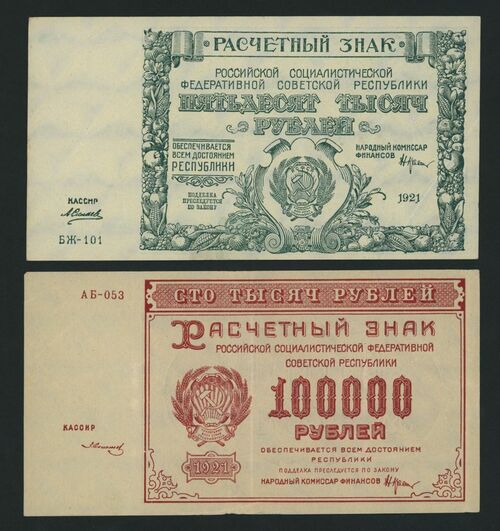 РАСЧЕТНЫЙ ЗНАК
РОССИЙСКОЙ СОЦИАЛИСТИЧЕСКОЙ
ФЕДЕРАТИВНОЙ СОВЕТСКОЙ РЕСПУБЛИКИ
ПЯТЬДЕСЯТ ТЫСЯЧ
РУБЛЕЙ
ОБЕСПЕЧИВАЕТСЯ
ВСЕМ ДОСТОЯНИЕМ
РЕСПУБЛИКИ
НАРОДНЫЙ КОМИССАР
ФИНАНСОВ
ПОДДЕЛКА
ПРЕСЛЕДУЕТСЯ
ПО ЗАКОНУ
1921
КАССИР
БЖ-101
АБ-053
СТО ТЫСЯЧ РУБЛЕЙ
РАСЧЕТНЫЙ ЗНАК
РОССИЙСКОЙ СОЦИАЛИСТИЧЕСКОЙ ФЕДЕРАТИВНОЙ
СОВЕТСКОЙ РЕСПУБЛИКИ
100000
РУБЛЕЙ
КАССИР
ОБЕСПЕЧИВАЕТСЯ ВСЕМ ДОСТОЯНИЕМ
РЕСПУБЛИКИ
1921
ПОДДЕЛКА ПРЕСЛЕДУЕТСЯ ПО ЗАКОНУ
НАРОДНЫЙ КОМИССАР ФИНАНСОВ